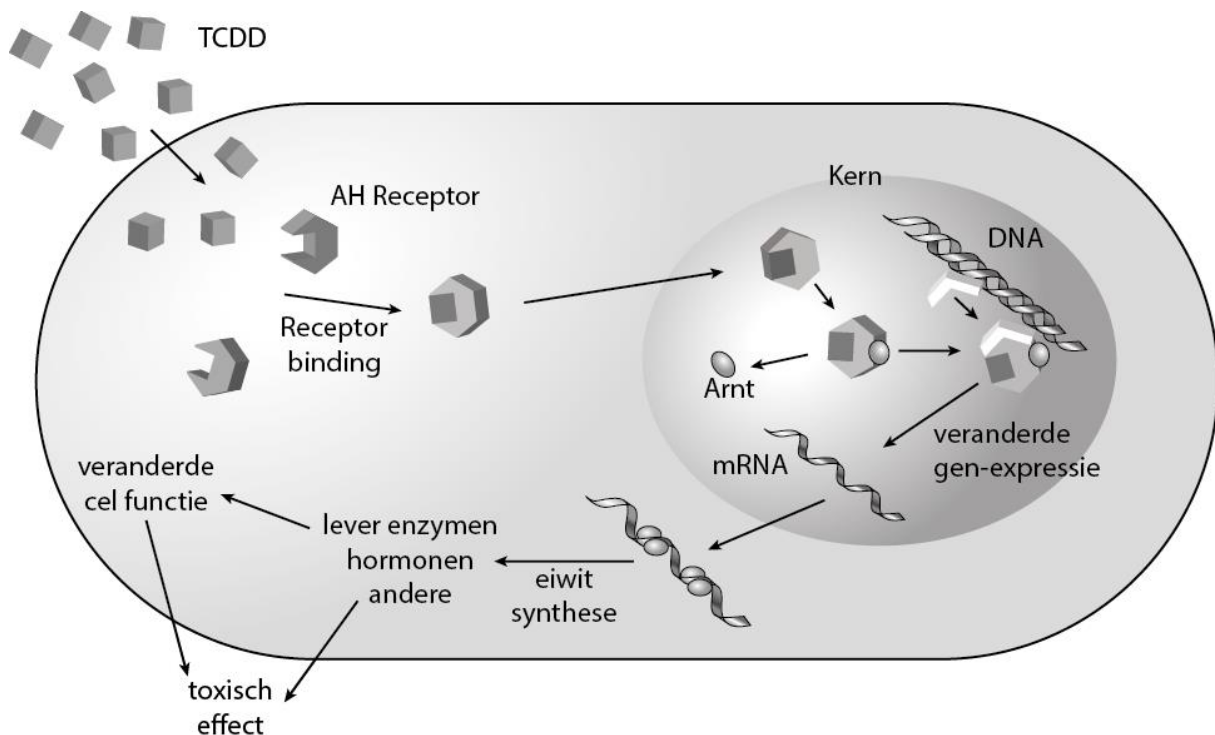 TCDD
AH Receptor
Receptor
binding
Kern
DNA
Arnt
veranderde
gen-expressie
mRNA
veranderde
cel functie
lever enzymen
hormonen
andere
eiwit
synthese
toxisch
effect